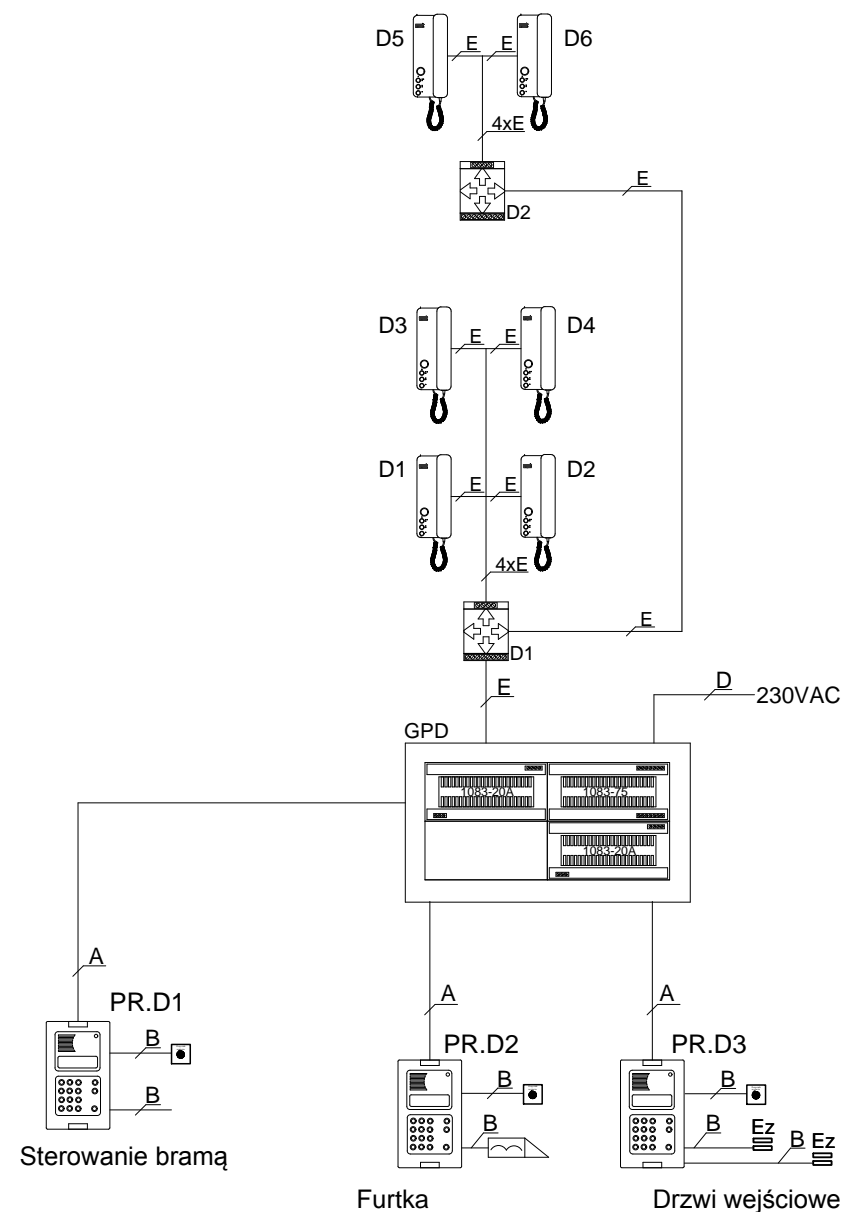 D5
E
E
D6
4xE
D2
E
D3
E
E
D4
D1
E
E
D2
4xE
D1
E
E
D
230VAC
GPD
1083-20A
1083-75
1083-20A
A
A
A
PR.D1
B
B
PR.D2
B
B
PR.D3
B
B
Ez
B
Ez
Sterowanie bramą
Furtka
Drzwi wejściowe